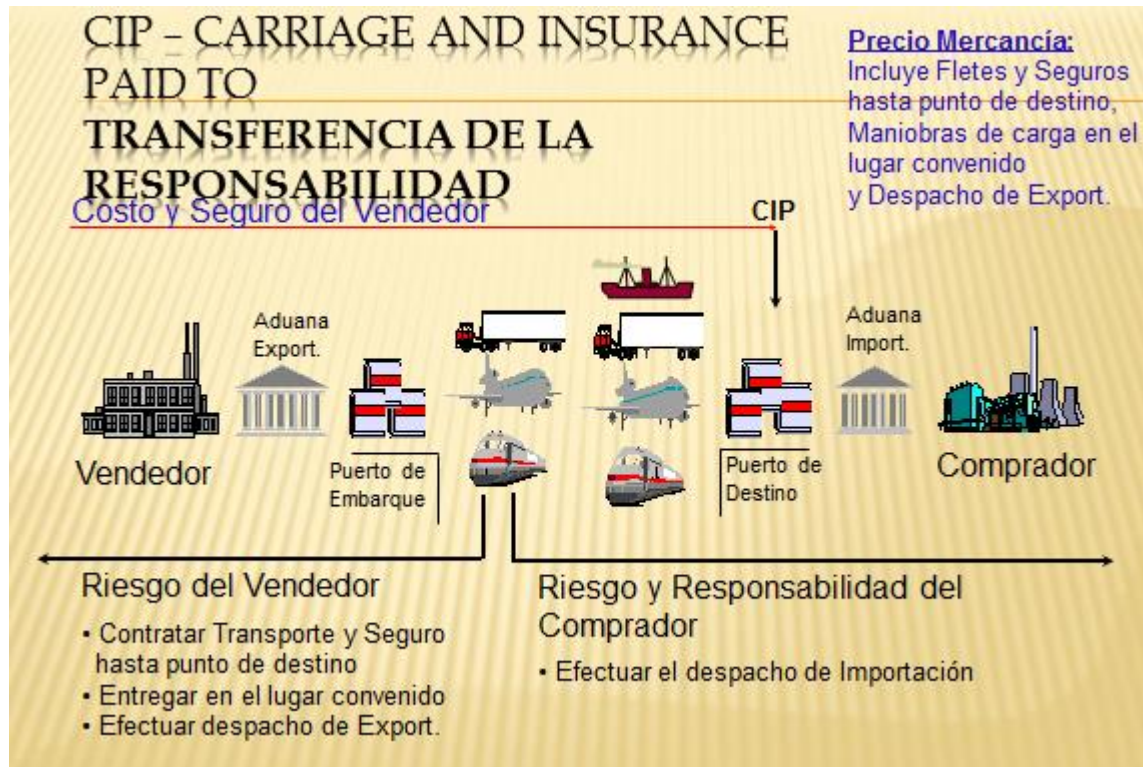 CIP – CARRIAGE AND INSURANCE
PAID TO
TRANSFERENCIA DE LA
RESPONSABILIDAD
Precio Mercancía:
Incluye Fletes y Seguros
hasta punto de destino,
Maniobras de carga en el
lugar convenido
y Despacho de Export.
Costo y Seguro del Vendedor
CIP
Aduana
Export.
Aduana
Import.
Vendedor
Puerto de
Embarque
Puerto de
Destino
Comprador
Riesgo del Vendedor
• Contratar Transporte y Seguro
hasta punto de destino
• Entregar en el lugar convenido
• Efectuar despacho de Export.
Riesgo y Responsabilidad del
Comprador
• Efectuar el despacho de Importación